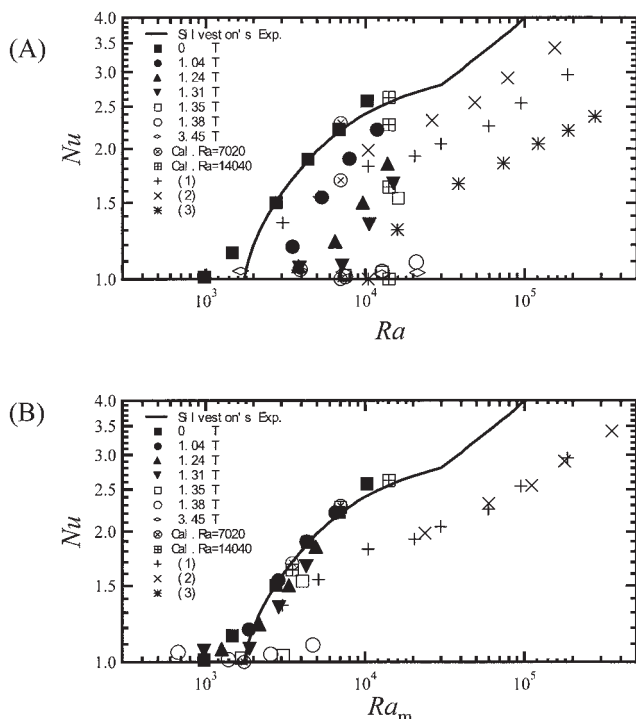 (A)
4.0
3.0
2.5
2.0
1.5
1.0
Nu
Silveston's Exp.
0 T
1.04 T
1.24 T
1.31 T
1.35 T
1.38 T
3.45 T
Cal. Ra=7020
Cal. Ra=14040
(1)
(2)
(3)
10³
10⁴
10⁵
Ra
(B)
4.0
3.0
2.5
2.0
1.5
1.0
Nu
Silveston's Exp.
0 T
1.04 T
1.24 T
1.31 T
1.35 T
1.38 T
3.45 T
Cal. Ra=7020
Cal. Ra=14040
(1)
(2)
(3)
10³
10⁴
10⁵
Raₘ